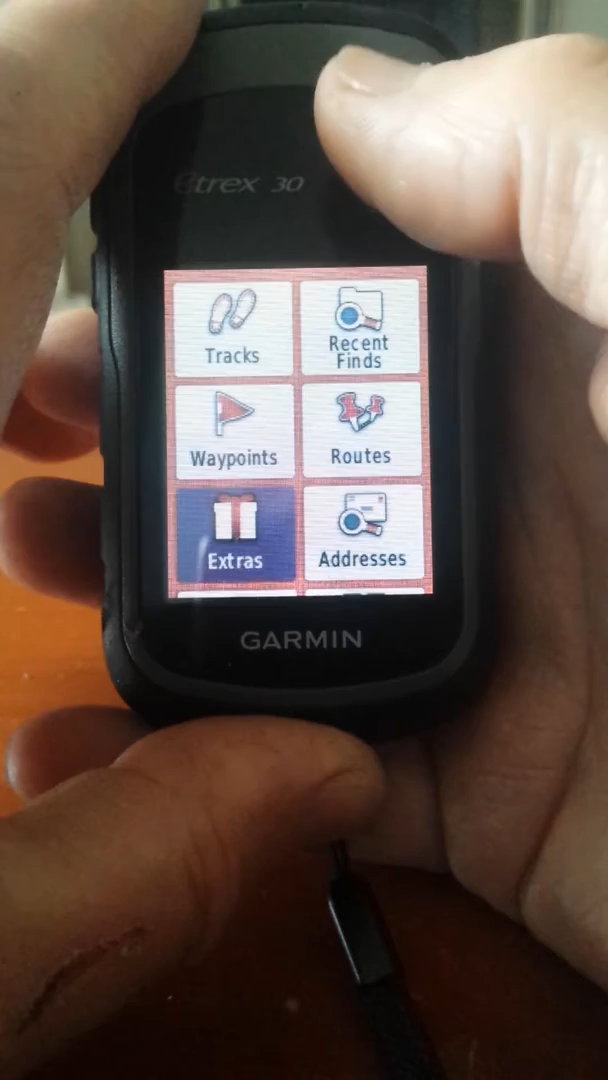 etrex 30
Tracks
Recent
Finds
Waypoints
Routes
Extras
Addresses
GARMIN